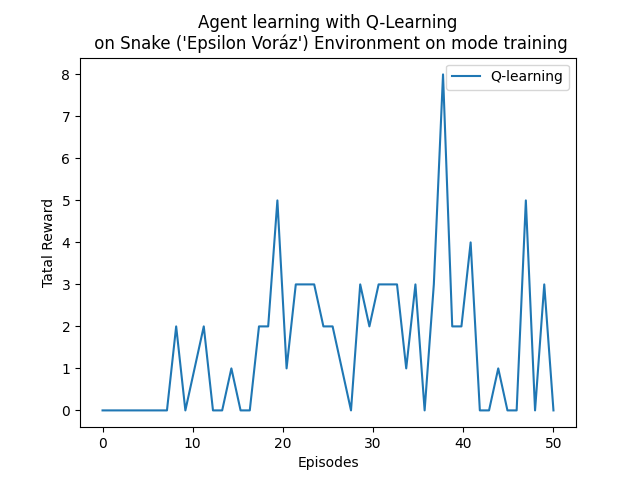 Agent learning with Q-Learning
on Snake ('Epsilon Voráz') Environment on mode training
Q-learning
8
7
6
5
4
3
2
1
0
Tatal Reward
0 10 20 30 40 50
Episodes